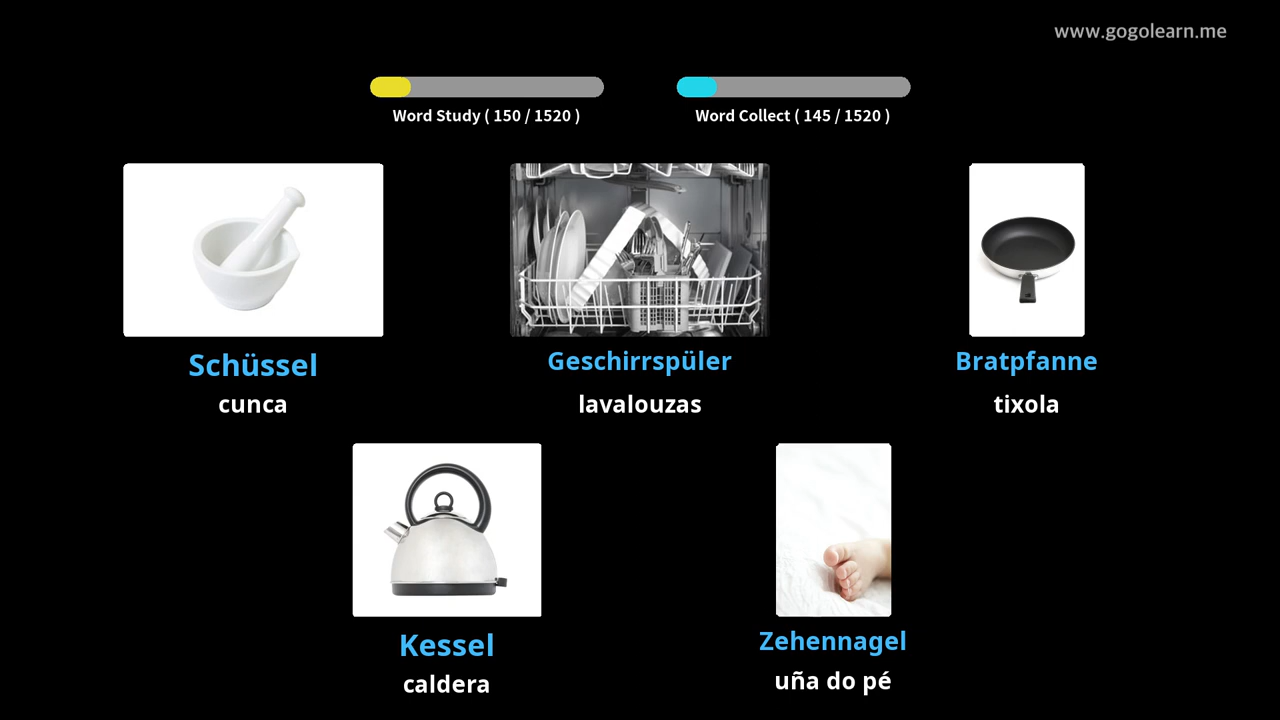 www.gogolearn.me
Word Study ( 150 / 1520 )
Word Collect ( 145 / 1520 )
Schüssel
cunca
Geschirrspüler
lavalouzas
Bratpfanne
tixola
Kessel
caldera
Zehennagel
uña do pé